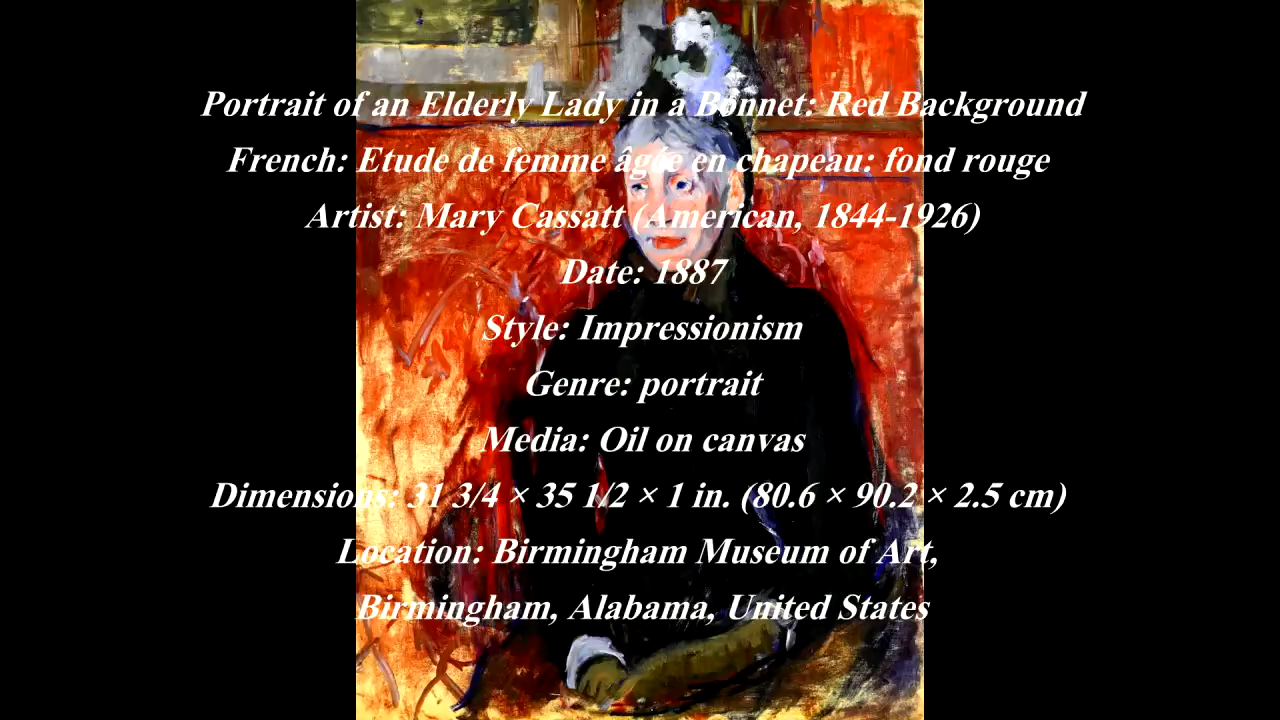 Portrait of an Elderly Lady in a Bonnet: Red Background
French: Etude de femme âgée en chapeau: fond rouge
Artist: Mary Cassatt (American, 1844-1926)
Date: 1887
Style: Impressionism
Genre: portrait
Media: Oil on canvas
Dimensions: 31 3/4 × 35 1/2 × 1 in. (80.6 × 90.2 × 2.5 cm)
Location: Birmingham Museum of Art,
Birmingham, Alabama, United States